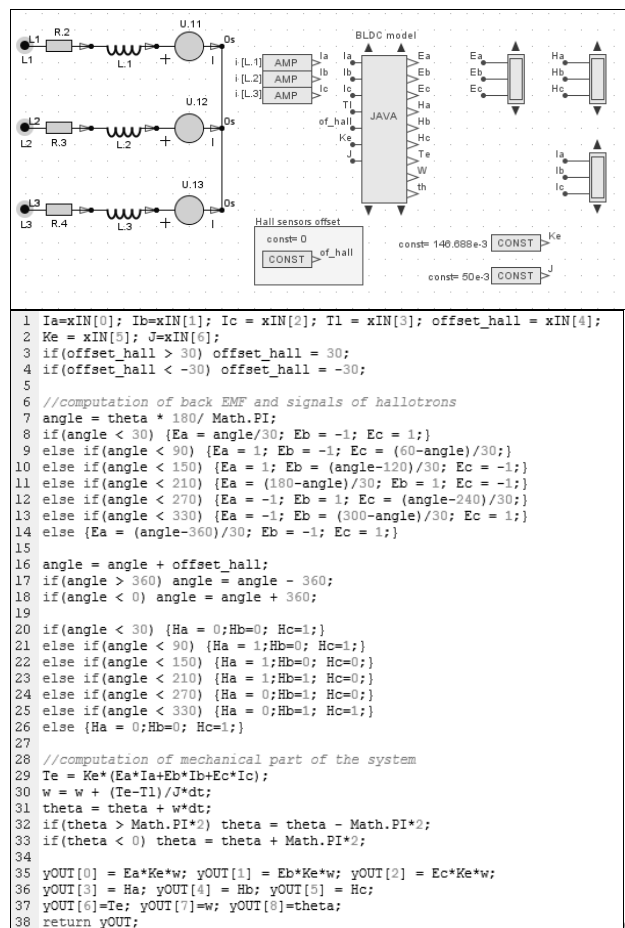 L1
L1
R.2
L.1
U.11
+
I
0s
L2
L2
R.3
L.2
U.12
+
I
0s
L3
L3
R.4
L.3
U.13
+
I
0s
i [L.1] AMP Ia
i [L.2] AMP Ib
i [L.3] AMP Ic
BLDC model
Ia
Ib
Ic
Tl
of_hall
Ke
J
JAVA
Ea
Eb
Ec
Ha
Hb
Hc
Te
W
th
Ea
Eb
Ec
Ha
Hb
Hc
Ia
Ib
Ic
Hall sensors offset
const= 0
CONST of_hall
const= 146.688e-3 CONST Ke
const= 50e-3 CONST J
1 Ia=xIN[0]; Ib=xIN[1]; Ic = xIN[2]; Tl = xIN[3]; offset_hall = xIN[4];
2 Ke = xIN[5]; J=xIN[6];
3 if(offset_hall > 30) offset_hall = 30;
4 if(offset_hall < -30) offset_hall = -30;
5
6 //computation of back EMF and signals of hallotrons
7 angle = theta * 180/ Math.PI;
8 if(angle < 30) {Ea = angle/30; Eb = -1; Ec = 1;}
9 else if(angle < 90) {Ea = 1; Eb = -1; Ec = (60-angle)/30;}
10 else if(angle < 150) {Ea = 1; Eb = (angle-120)/30; Ec = -1;}
11 else if(angle < 210) {Ea = (180-angle)/30; Eb = 1; Ec = -1;}
12 else if(angle < 270) {Ea = -1; Eb = 1; Ec = (angle-240)/30;}
13 else if(angle < 330) {Ea = -1; Eb = (300-angle)/30; Ec = 1;}
14 else {Ea = (angle-360)/30; Eb = -1; Ec = 1;}
15
16 angle = angle + offset_hall;
17 if(angle > 360) angle = angle - 360;
18 if(angle < 0) angle = angle + 360;
19
20 if(angle < 30) {Ha = 0;Hb=0; Hc=1;}
21 else if(angle < 90) {Ha = 1;Hb=0; Hc=1;}
22 else if(angle < 150) {Ha = 1;Hb=0; Hc=0;}
23 else if(angle < 210) {Ha = 1;Hb=1; Hc=0;}
24 else if(angle < 270) {Ha = 0;Hb=1; Hc=0;}
25 else if(angle < 330) {Ha = 0;Hb=1; Hc=1;}
26 else {Ha = 0;Hb=0; Hc=1;}
27
28 //computation of mechanical part of the system
29 Te = Ke*(Ea*Ia+Eb*Ib+Ec*Ic);
30 w = w + (Te-Tl)/J*dt;
31 theta = theta + w*dt;
32 if(theta > Math.PI*2) theta = theta - Math.PI*2;
33 if(theta < 0) theta = theta + Math.PI*2;
34
35 yOUT[0] = Ea*Ke*w; yOUT[1] = Eb*Ke*w; yOUT[2] = Ec*Ke*w;
36 yOUT[3] = Ha; yOUT[4] = Hb; yOUT[5] = Hc;
37 yOUT[6]=Te; yOUT[7]=w; yOUT[8]=theta;
38 return yOUT;